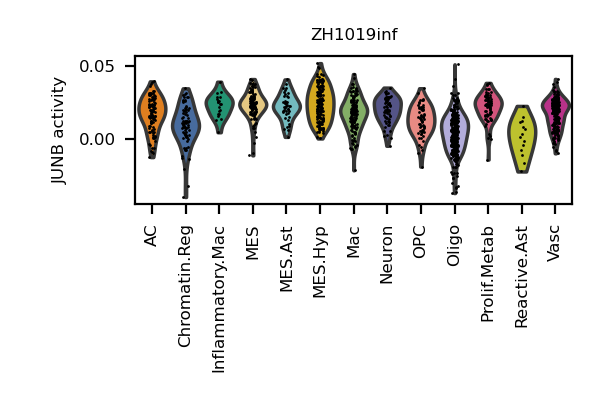 ZH1019inf
JUNB activity
0.05
0.00
AC
Chromatin.Reg
Inflammatory.Mac
MES
MES.Ast
MES.Hyp
Mac
Neuron
OPC
Oligo
Prolif.Metab
Reactive.Ast
Vasc